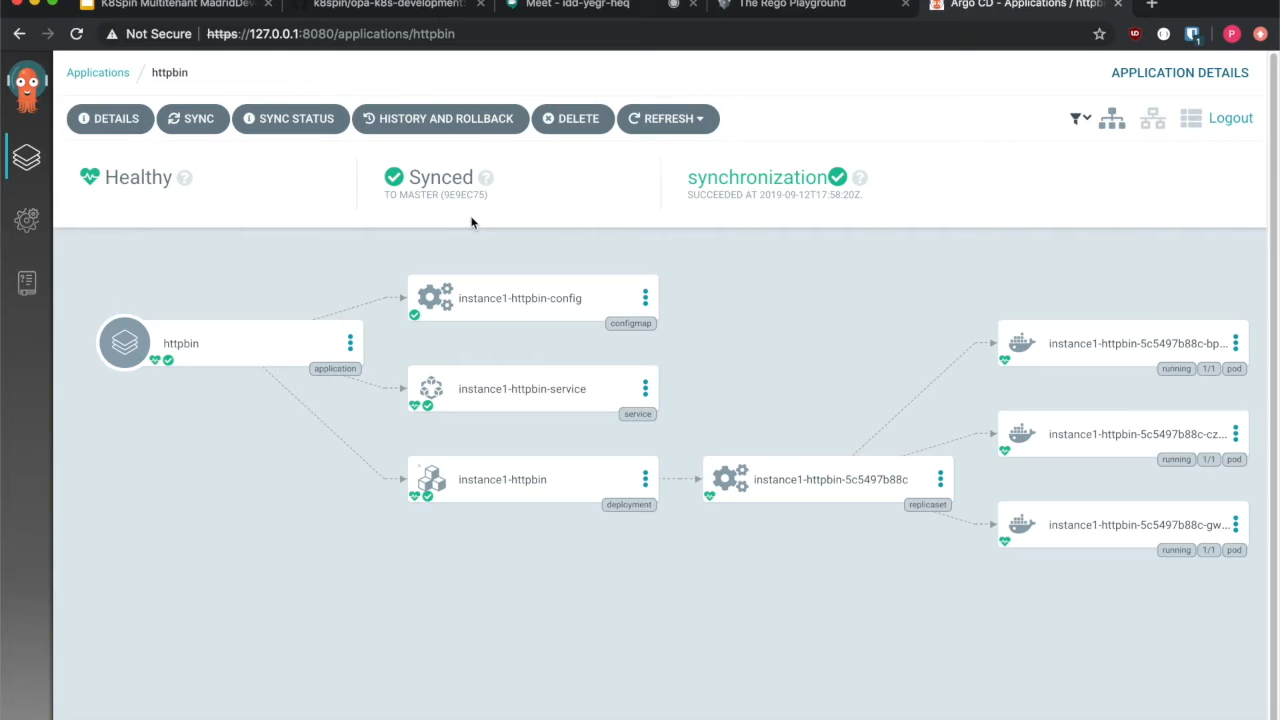 K8Spin Multitenant MadridDev
k8spin/opa-k8s-development:
Meet - idd-yegr-heq
The Rego Playground
Argo CD - Applications / httpb
Not Secure
https://127.0.0.1:8080/applications/httpbin
1
P
Applications / httpbin
APPLICATION DETAILS
DETAILS
SYNC
SYNC STATUS
HISTORY AND ROLLBACK
DELETE
REFRESH
Logout
Healthy
Synced
TO MASTER (9E9EC75)
synchronization
SUCCEEDED AT 2019-09-12T17:58:20Z.
instance1-httpbin-config
configmap
httpbin
application
instance1-httpbin-service
service
instance1-httpbin
deployment
instance1-httpbin-5c5497b88c
replicaset
instance1-httpbin-5c5497b88c-bp...
running 1/1 pod
instance1-httpbin-5c5497b88c-cz...
running 1/1 pod
instance1-httpbin-5c5497b88c-gw...
running 1/1 pod